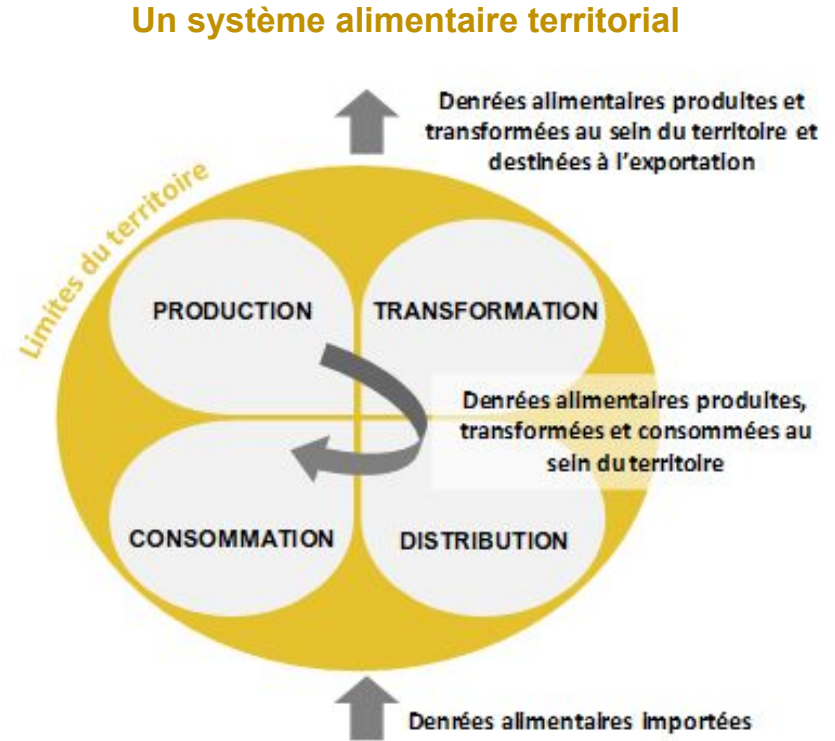 Un système alimentaire territorial
Denrées alimentaires produites et
transformées au sein du territoire et
destinées à l'exportation
Limites du territoire
PRODUCTION
TRANSFORMATION
Denrées alimentaires produites,
transformées et consommées au
sein du territoire
CONSOMMATION
DISTRIBUTION
Denrées alimentaires importées